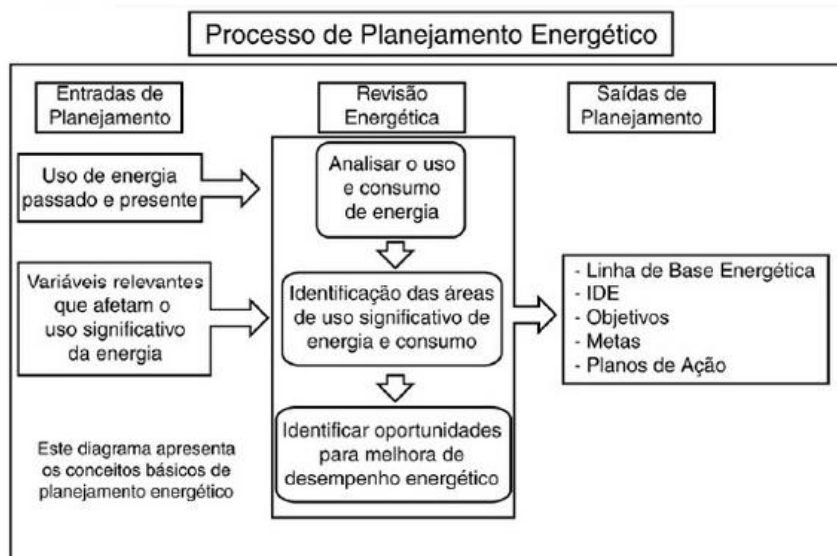 Processo de Planejamento Energético
Entradas de
Planejamento
Revisão
Energética
Saídas de
Planejamento
Uso de energia
passado e presente
Analisar o uso
e consumo
de energia
Variáveis relevantes
que afetam o
uso significativo
da energia
Identificação das áreas
de uso significativo de
energia e consumo
- Linha de Base Energética
- IDE
- Objetivos
- Metas
- Planos de Ação
Identificar oportunidades
para melhora de
desempenho energético
Este diagrama apresenta
os conceitos básicos de
planejamento energético